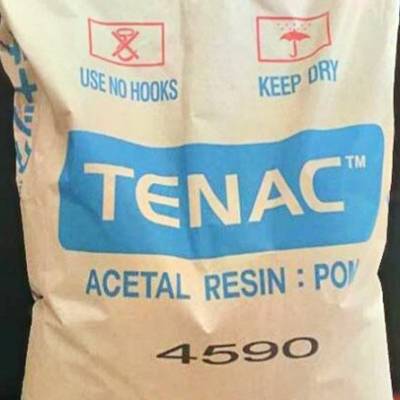 USE NO HOOKS
KEEP DRY
TENAC™
ACETAL RESIN : POM
4590